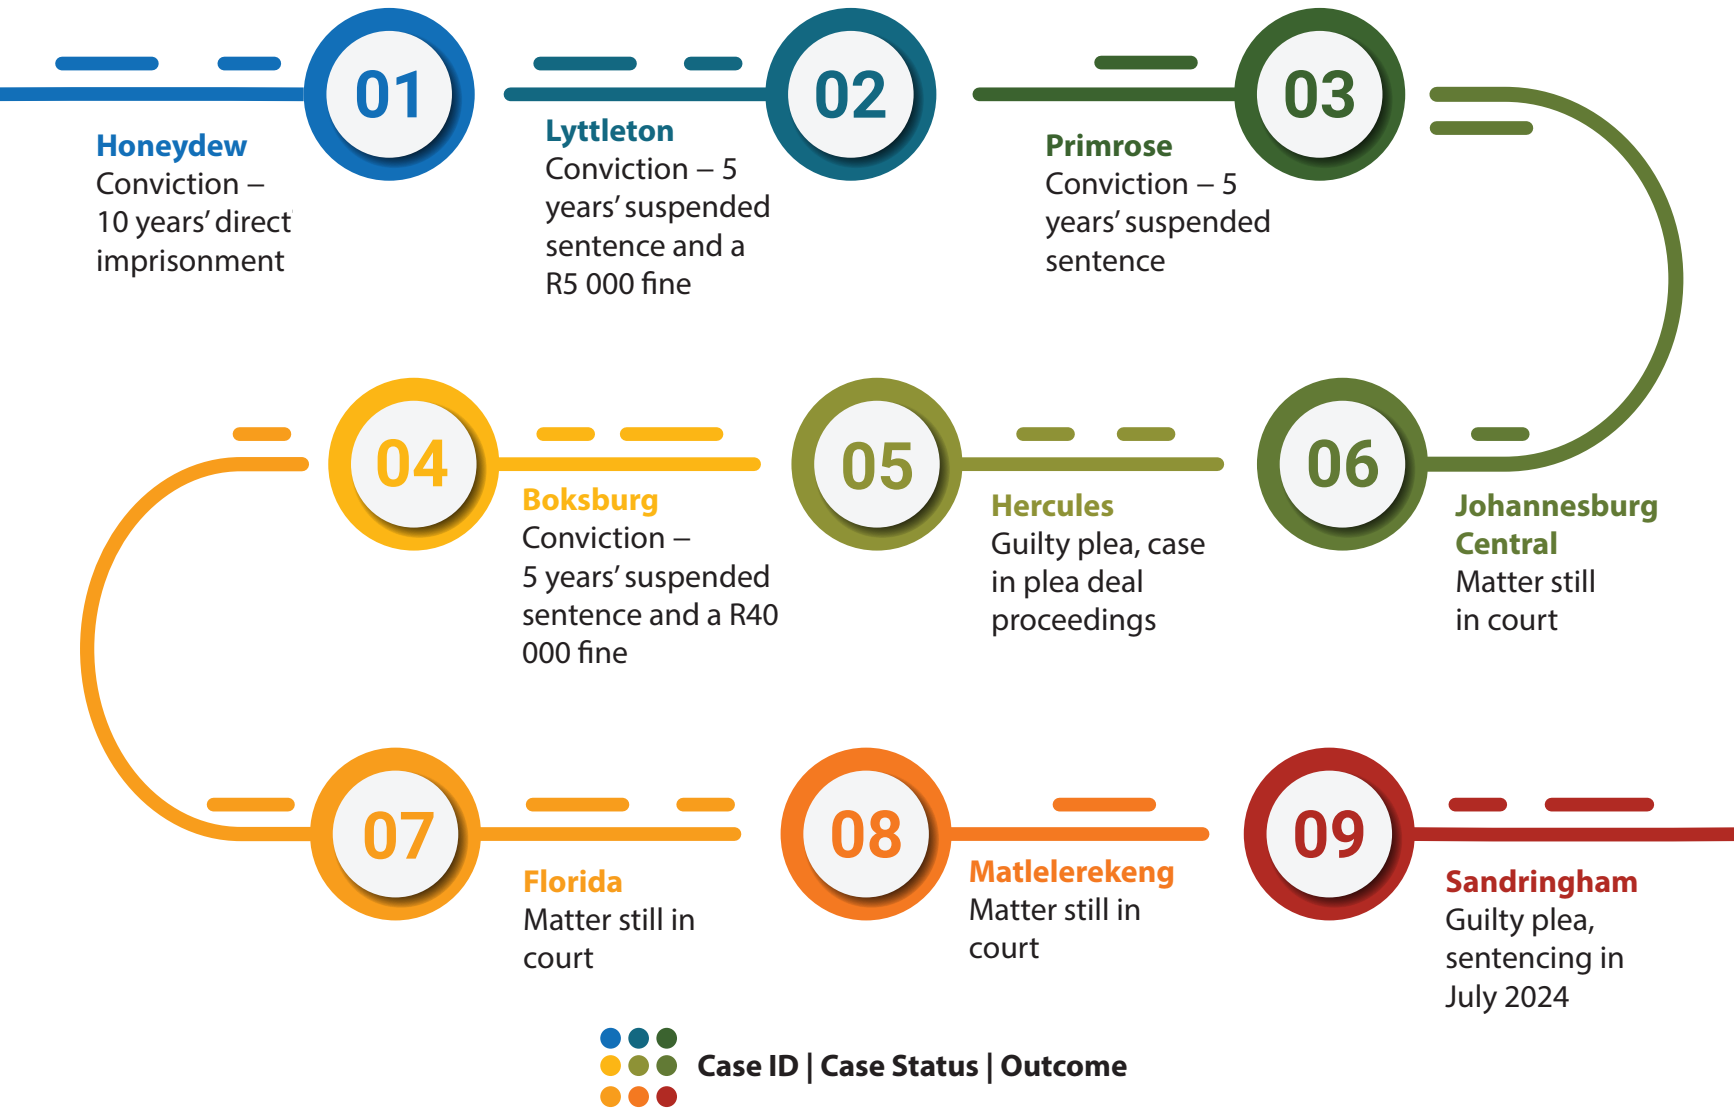 01
Honeydew
Conviction –
10 years’ direct
imprisonment
02
Lyttleton
Conviction – 5
years’ suspended
sentence and a
R5 000 fine
03
Primrose
Conviction – 5
years’ suspended
sentence
04
Boksburg
Conviction –
5 years’ suspended
sentence and a R40
000 fine
05
Hercules
Guilty plea, case
in plea deal
proceedings
06
Johannesburg
Central
Matter still
in court
07
Florida
Matter still in
court
08
Matlelerekeng
Matter still in
court
09
Sandringham
Guilty plea,
sentencing in
July 2024
Case ID | Case Status | Outcome